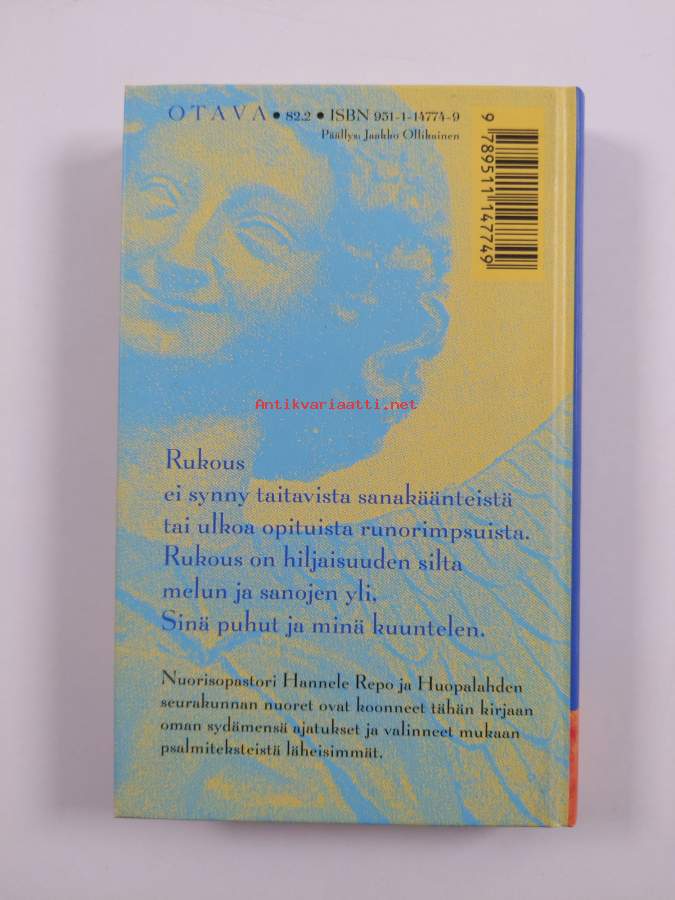 OTAVA • 82.2 • ISBN 951-1-14774-9
Päällys: Jaakko Ollikainen
9 789511 147749
Antikvariaatti.net
Rukous
ei synny taitavista sanakäänteistä
tai ulkoa opituista runorimpsuista.
Rukous on hiljaisuuden silta
melun ja sanojen yli.
Sinä puhut ja minä kuuntelen.
Nuorisopastori Hannele Repo ja Huopalahden
seurakunnan nuoret ovat koonneet tähän kirjaan
oman sydämensä ajatukset ja valinneet mukaan
psalmiteksteistä läheisimmät.